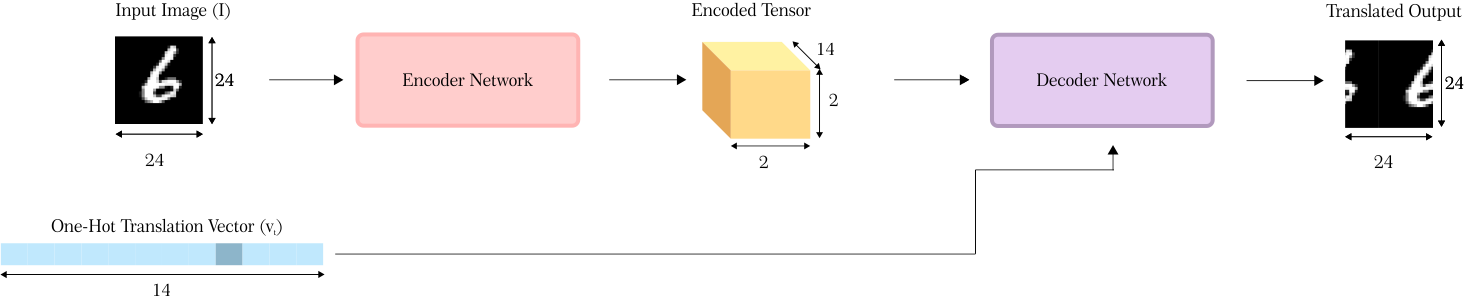 Input Image (I)
24
24
Encoder Network
Encoded Tensor
14
2
2
Decoder Network
Translated Output
24
24
One-Hot Translation Vector (vt)
14